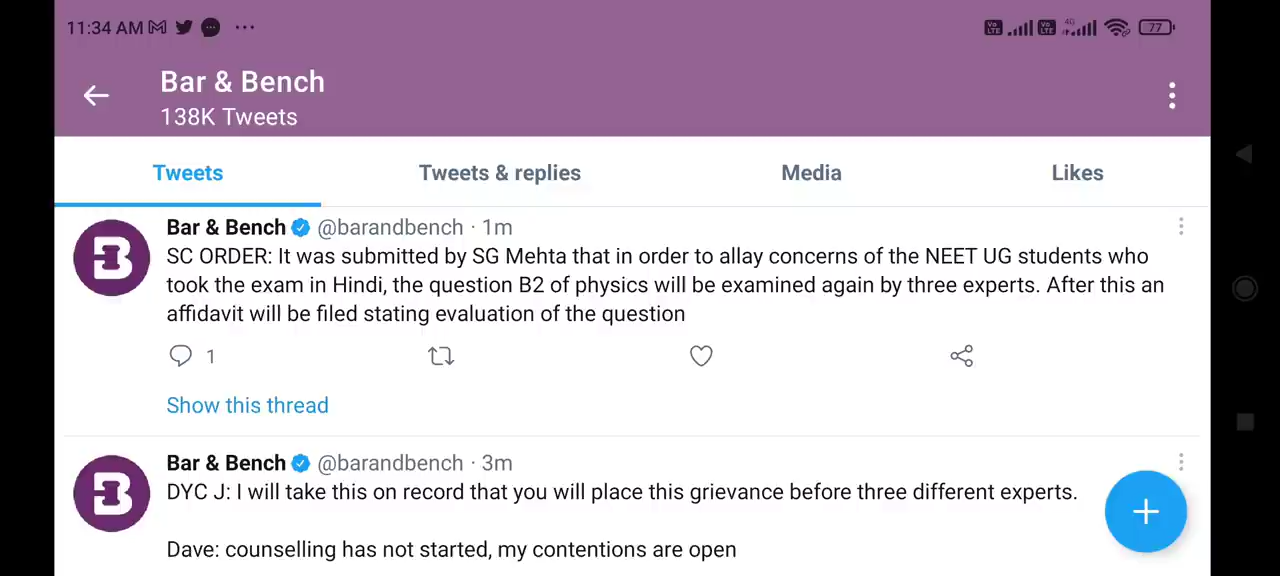 11:34 AM
77
Bar & Bench
138K Tweets
Tweets
Tweets & replies
Media
Likes
Bar & Bench @barandbench · 1m
SC ORDER: It was submitted by SG Mehta that in order to allay concerns of the NEET UG students who
took the exam in Hindi, the question B2 of physics will be examined again by three experts. After this an
affidavit will be filed stating evaluation of the question
1
Show this thread
Bar & Bench @barandbench · 3m
DYC J: I will take this on record that you will place this grievance before three different experts.
Dave: counselling has not started, my contentions are open